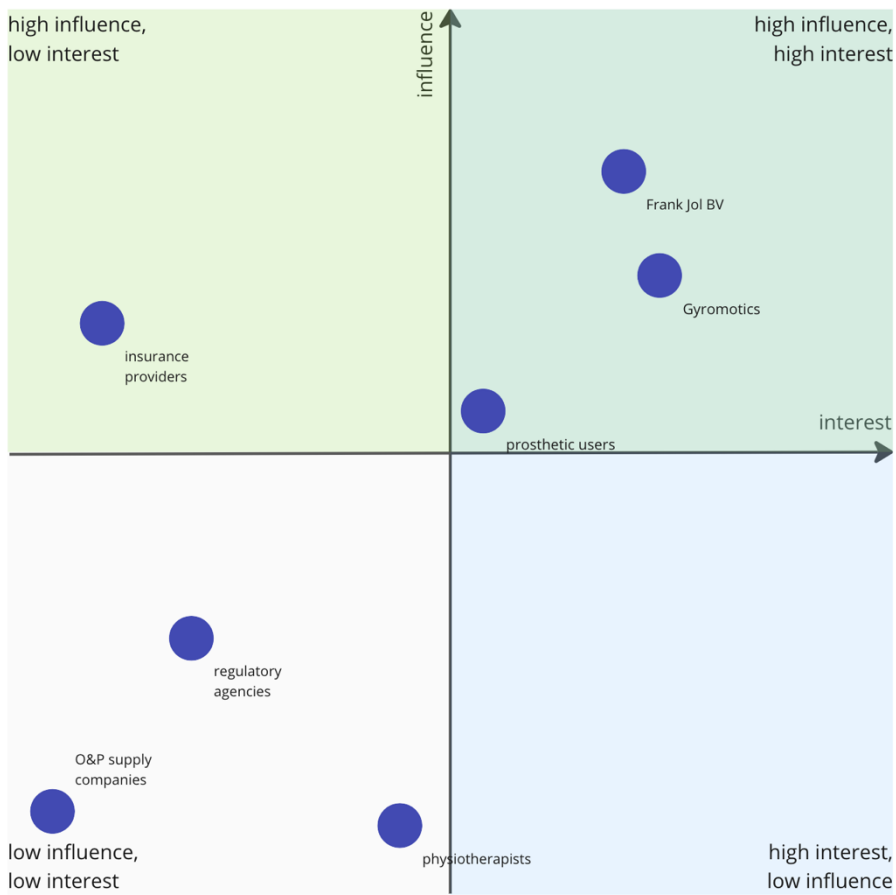 high influence,
low interest
influence
high influence,
high interest
Frank Jol BV
Gyromotics
insurance
providers
prosthetic users
interest
regulatory
agencies
O&P supply
companies
physiotherapists
low influence,
low interest
high interest,
low influence